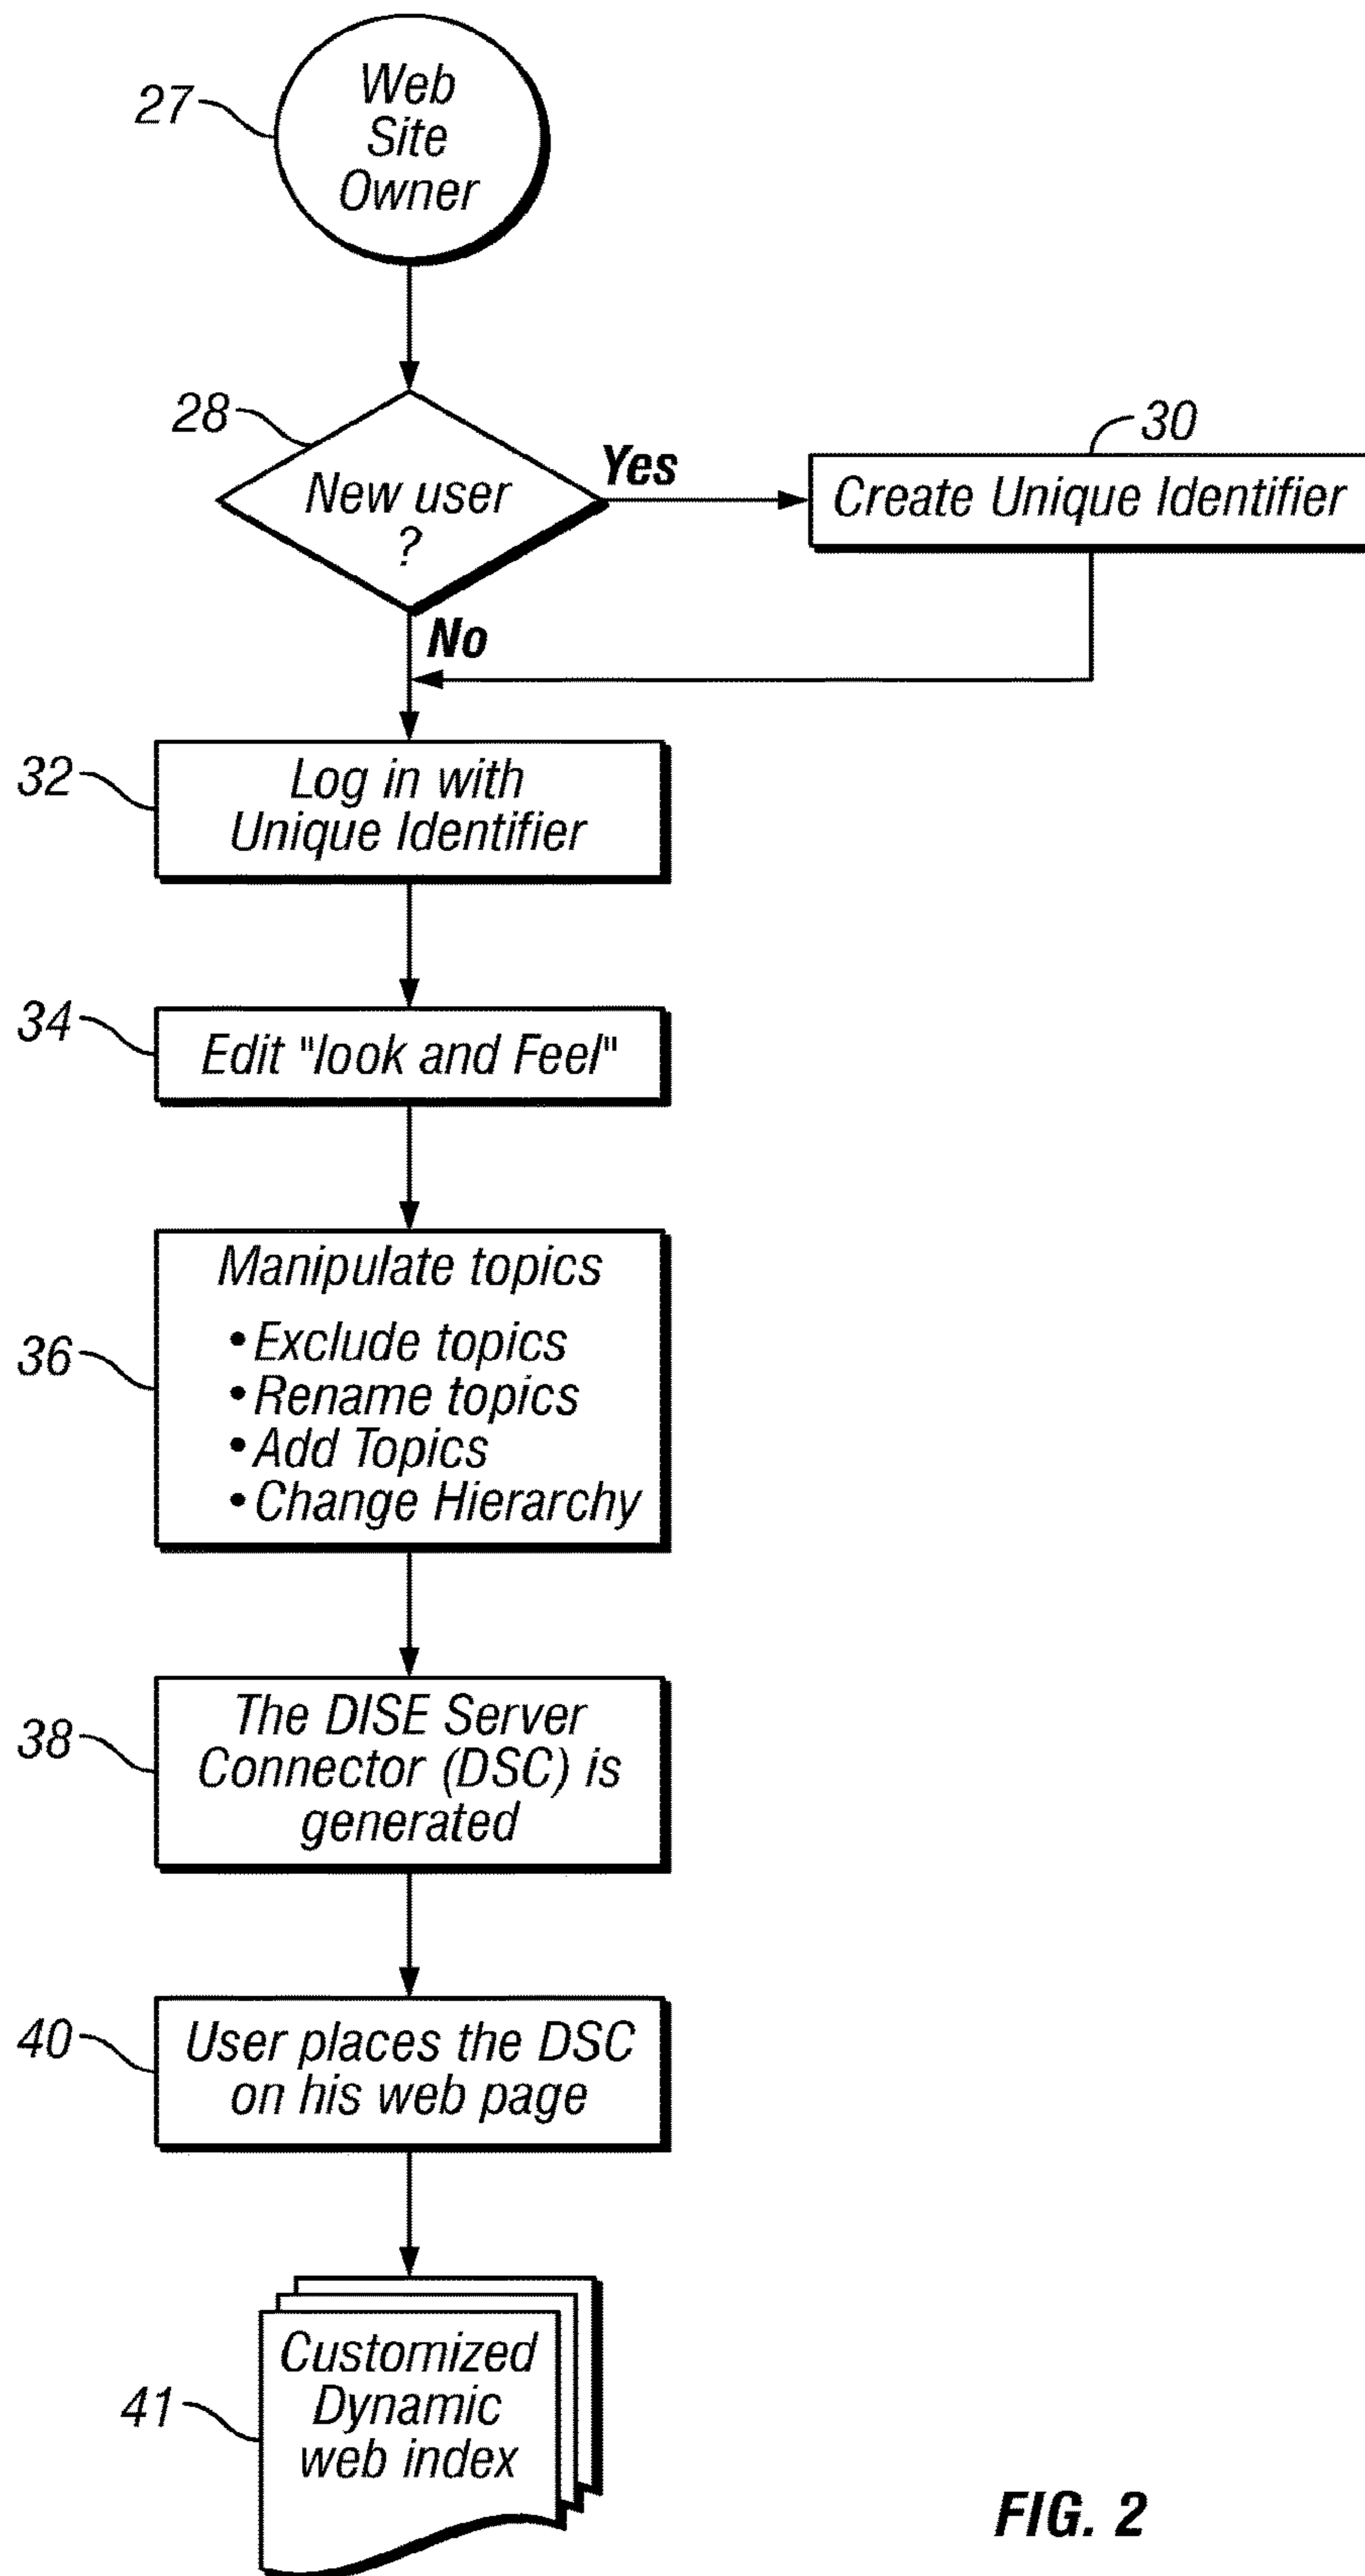 27
Web
Site
Owner
28
New user
?
Yes
30
Create Unique Identifier
No
32
Log in with
Unique Identifier
34
Edit "look and Feel"
36
Manipulate topics
•Exclude topics
•Rename topics
•Add Topics
•Change Hierarchy
38
The DISE Server
Connector (DSC) is
generated
40
User places the DSC
on his web page
41
Customized
Dynamic
web index
FIG. 2